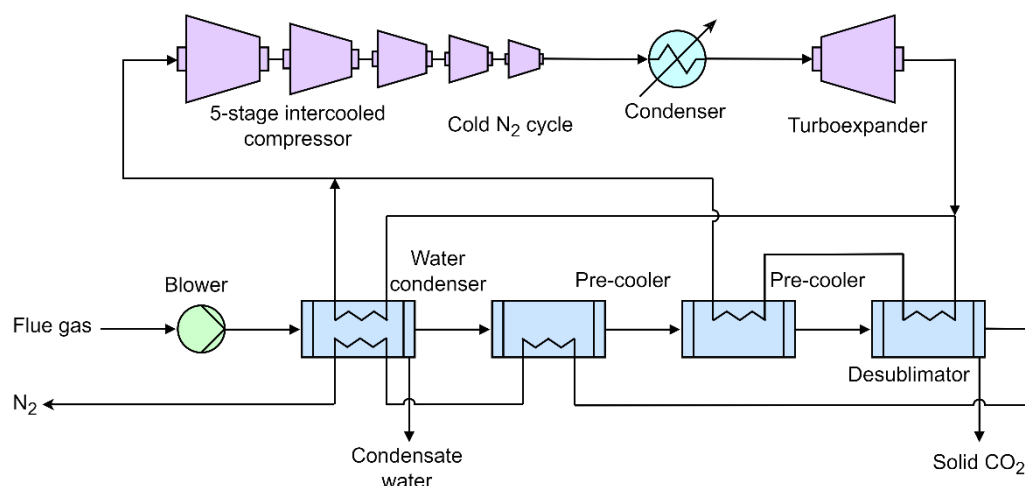 5-stage intercooled
compressor
Cold N₂ cycle
Condenser
Turboexpander
Blower
Water
condenser
Pre-cooler
Pre-cooler
Flue gas
Desublimator
N₂
Condensate
water
Solid CO₂